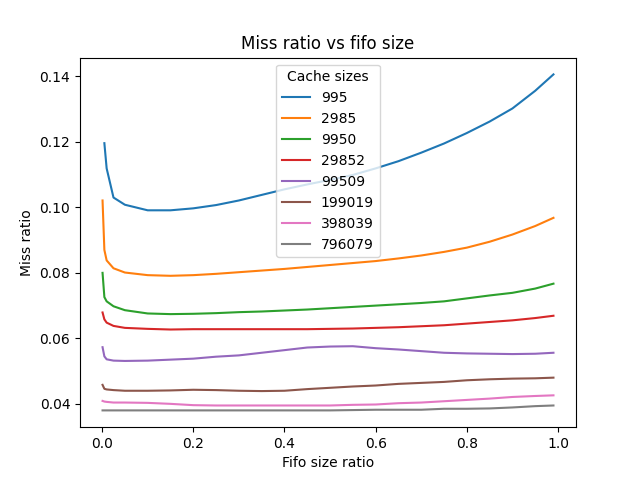 Miss ratio vs fifo size
Miss ratio
0.14
0.12
0.10
0.08
0.06
0.04
Cache sizes
995
2985
9950
29852
99509
199019
398039
796079
0.0 0.2 0.4 0.6 0.8 1.0
Fifo size ratio